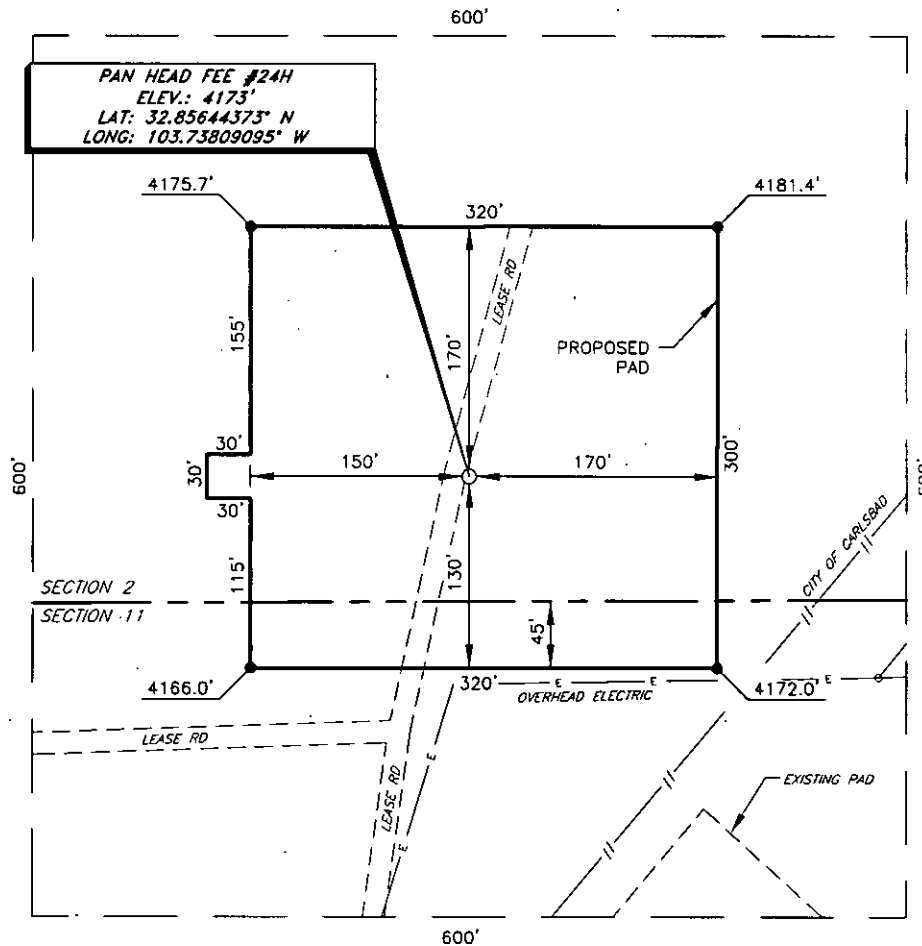 600'
PAN HEAD FEE #24H
ELEV.: 4173'
LAT: 32.85644373° N
LONG: 103.73809095° W
4175.7'
4181.4'
320'
LEASE RD
155'
170'
PROPOSED
PAD
30'
150'
170'
300'
600'
30'
600'
30'
CITY OF CARLSBAD
115'
130'
SECTION 2
SECTION 11
45'
4166.0'
320'
E
E
E
4172.0'
OVERHEAD ELECTRIC
LEASE RD
LEASE RD
E
E
EXISTING PAD
600'